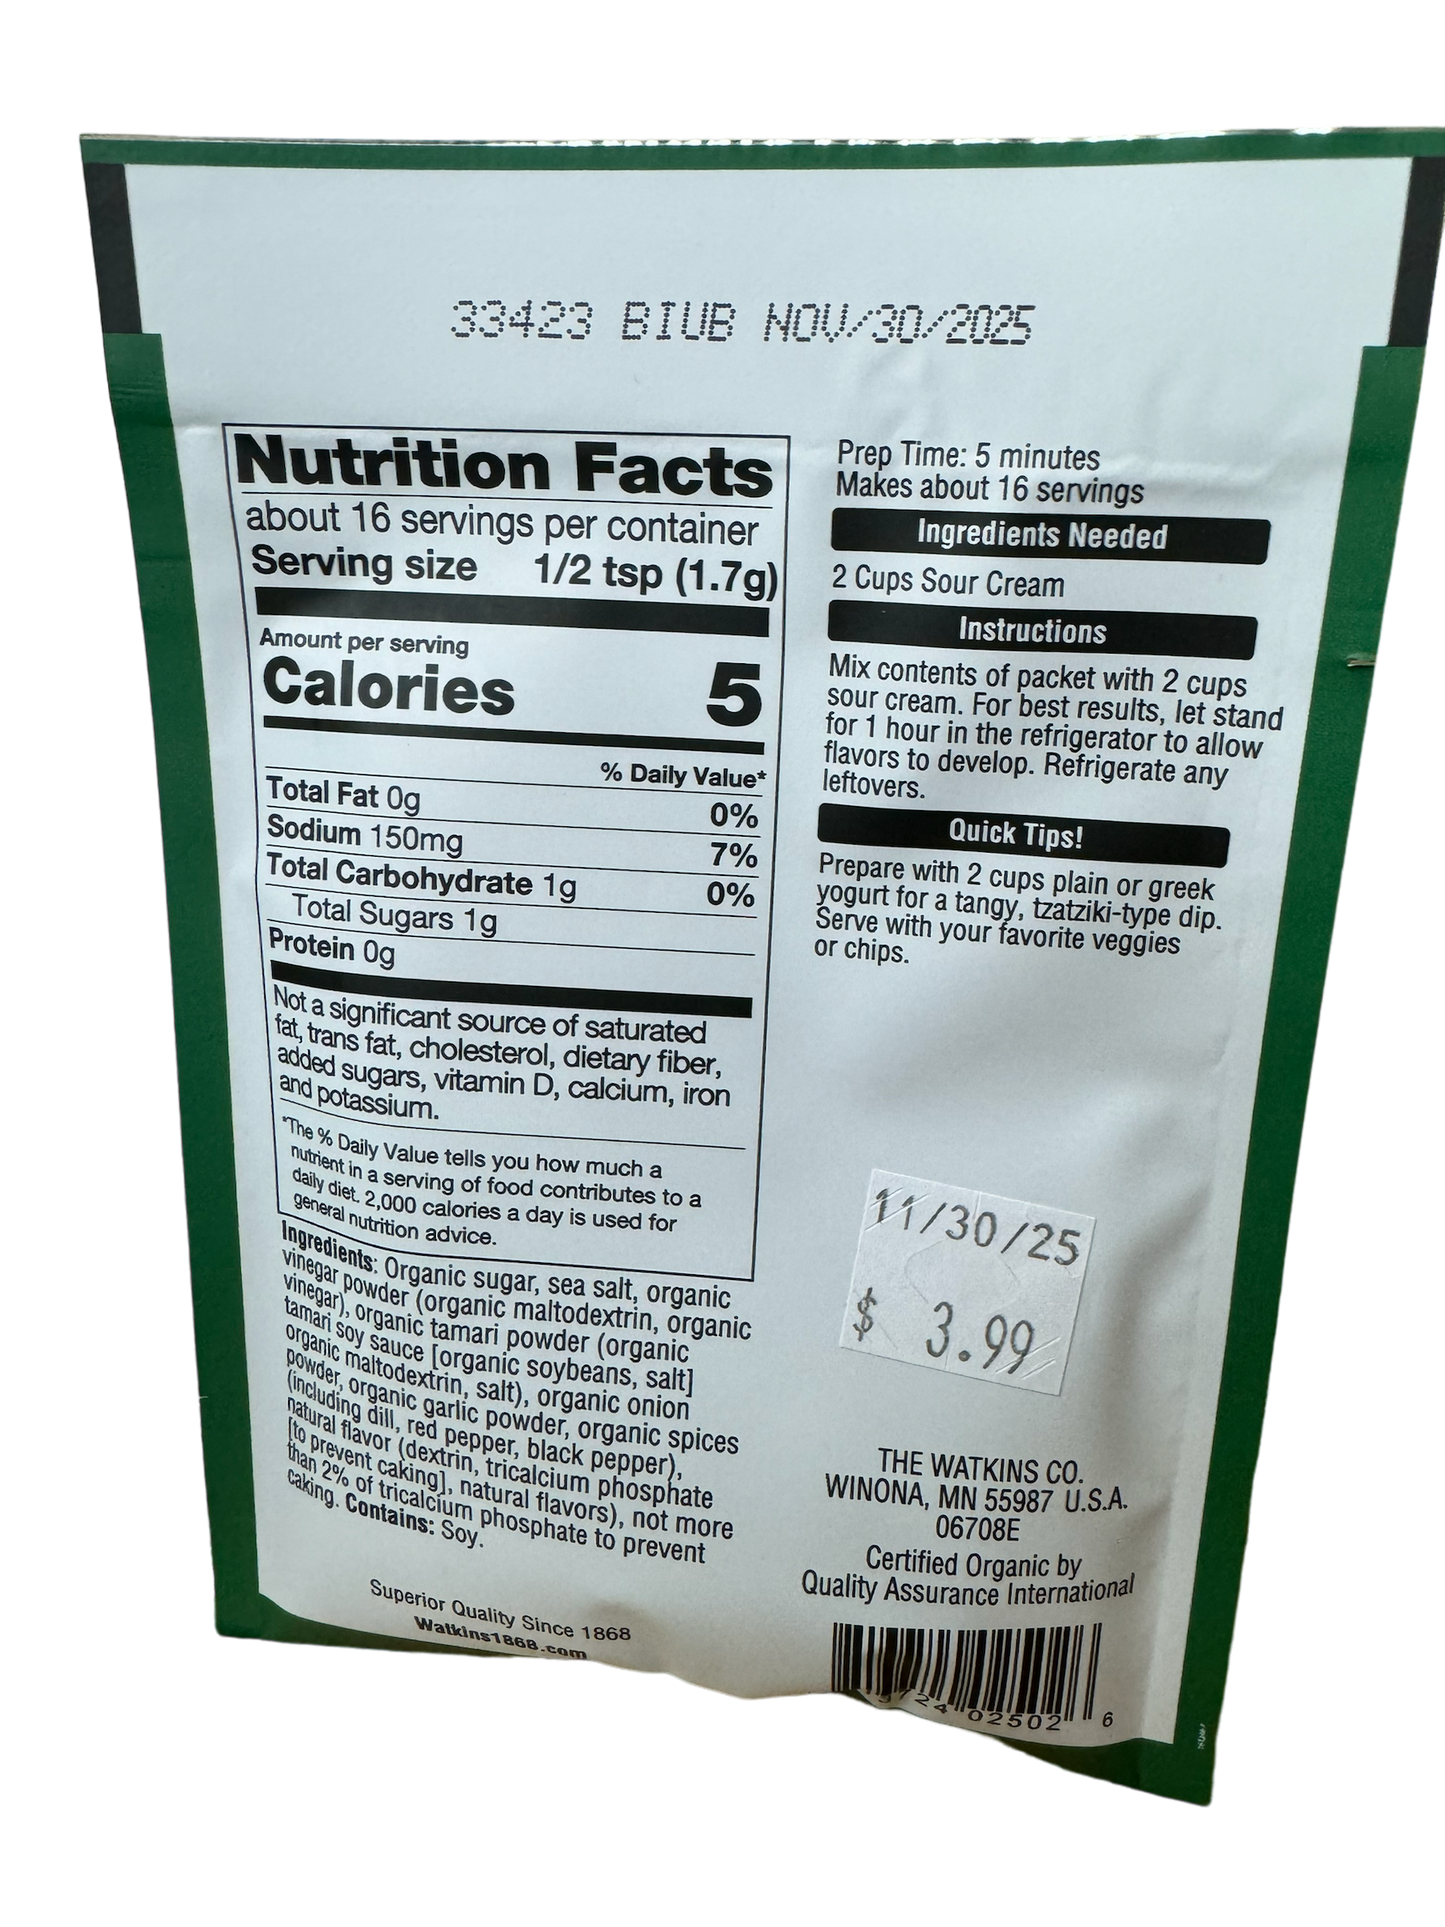 33423 BIUB NOV/30/2025
Nutrition Facts
about 16 servings per container
Serving size 1/2 tsp (1.7g)
Amount per serving
Calories 5
% Daily Value*
Total Fat 0g 0%
Sodium 150mg 7%
Total Carbohydrate 1g 0%
Total Sugars 1g
Protein 0g
Not a significant source of saturated
fat, trans fat, cholesterol, dietary fiber,
added sugars, vitamin D, calcium, iron
and potassium.
*The % Daily Value tells you how much a
nutrient in a serving of food contributes to a
daily diet. 2,000 calories a day is used for
general nutrition advice.
Ingredients: Organic sugar, sea salt, organic
vinegar powder (organic maltodextrin, organic
vinegar), organic tamari powder (organic
tamari soy sauce [organic soybeans, salt]
organic maltodextrin, salt), organic onion
powder, organic garlic powder, organic spices
(including dill, red pepper, black pepper),
natural flavor (dextrin, tricalcium phosphate
[to prevent caking], natural flavors), not more
than 2% of tricalcium phosphate to prevent
caking. Contains: Soy.
Superior Quality Since 1868
Watkins1868.com
Prep Time: 5 minutes
Makes about 16 servings
Ingredients Needed
2 Cups Sour Cream
Instructions
Mix contents of packet with 2 cups
sour cream. For best results, let stand
for 1 hour in the refrigerator to allow
flavors to develop. Refrigerate any
leftovers.
Quick Tips!
Prepare with 2 cups plain or greek
yogurt for a tangy, tzatziki-type dip.
Serve with your favorite veggies
or chips.
11/30/25
$ 3.99
THE WATKINS CO.
WINONA, MN 55987 U.S.A.
06708E
Certified Organic by
Quality Assurance International
02502 6